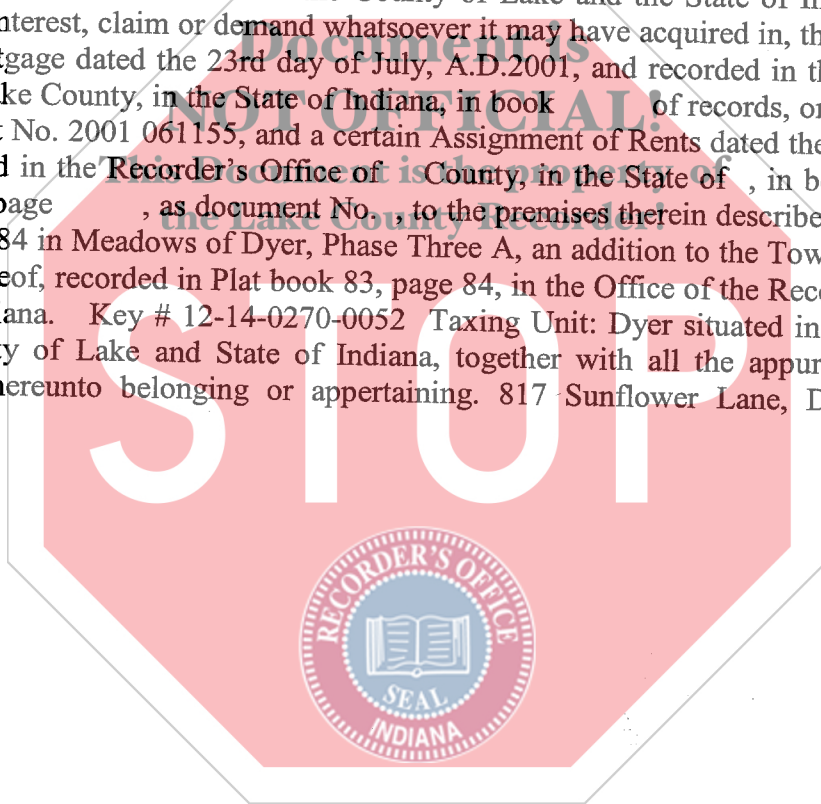 County of Lake and the State of In
nterest, claim or demand whatsoever it may have acquired in, th
Document is
tgage dated the 23rd day of July, A.D.2001, and recorded in th
ke County, in the State of Indiana, in book of records, or
NOT OFFICIAL!
t No. 2001 061155, and a certain Assignment of Rents dated the
d in the Recorder's Office of County, in the State of , in b
This Document is the property of
page , as document No. , to the premises therein describe
the Lake County Recorder!
84 in Meadows of Dyer, Phase Three A, an addition to the Tow
eof, recorded in Plat book 83, page 84, in the Office of the Reco
iana. Key # 12-14-0270-0052 Taxing Unit: Dyer situated in
ty of Lake and State of Indiana, together with all the appur
hereunto belonging or appertaining. 817 Sunflower Lane, D
STOP
RECORDER'S OFFICE
SEAL
INDIANA